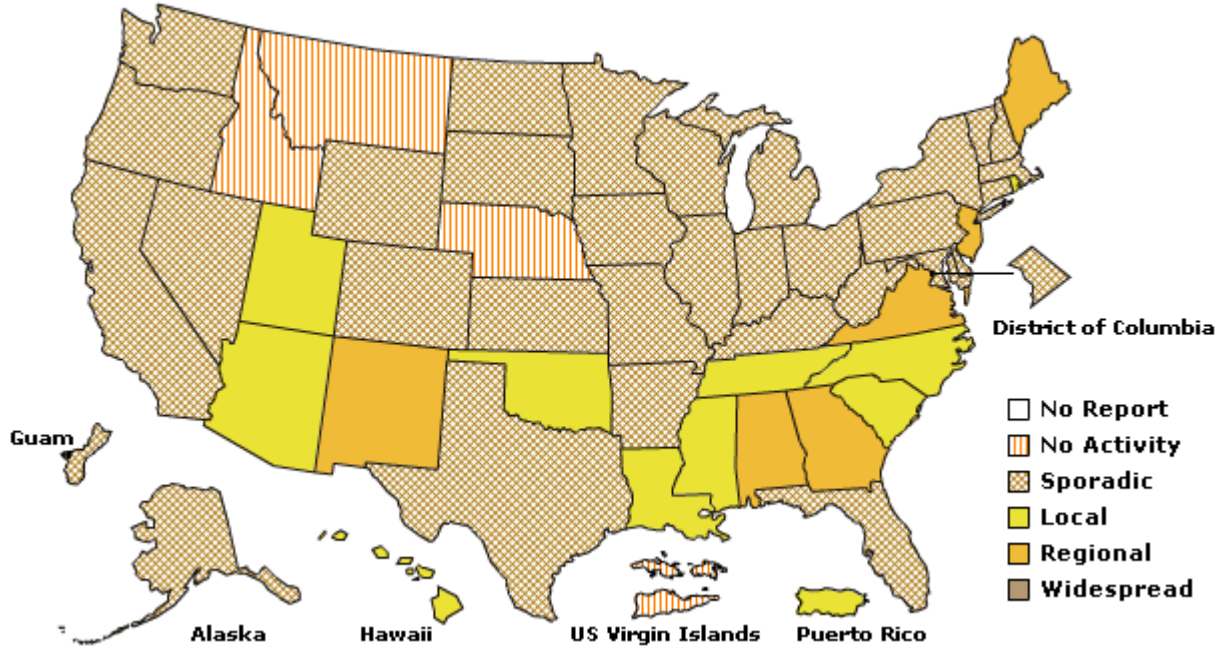 District of Columbia
Guam
No Report
No Activity
Sporadic
Local
Regional
Widespread
Alaska
Hawaii
US Virgin Islands
Puerto Rico